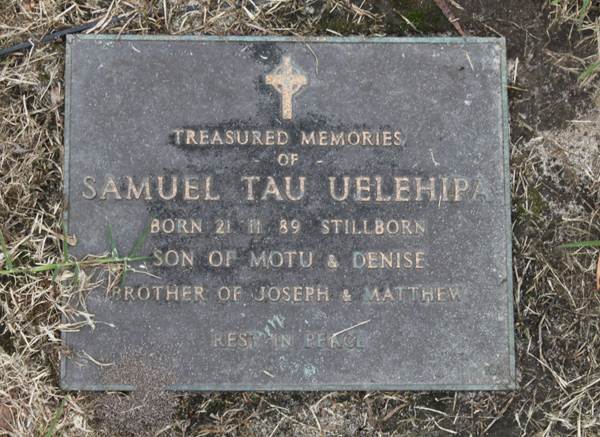 TREASURED MEMORIES
- OF -
SAMUEL TAU UELEHIPA
BORN 21 11 89 STILLBORN
SON OF MOTU & DENISE
BROTHER OF JOSEPH & MATTHEW
REST IN PEACE